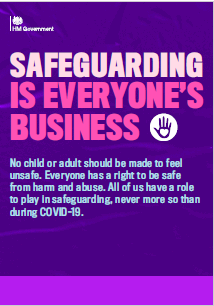 HM Government
SAFEGUARDING
IS EVERYONE'S
BUSINESS
No child or adult should be made to feel
unsafe. Everyone has a right to be safe
from harm and abuse. All of us have a role
to play in safeguarding, never more so than
during COVID-19.